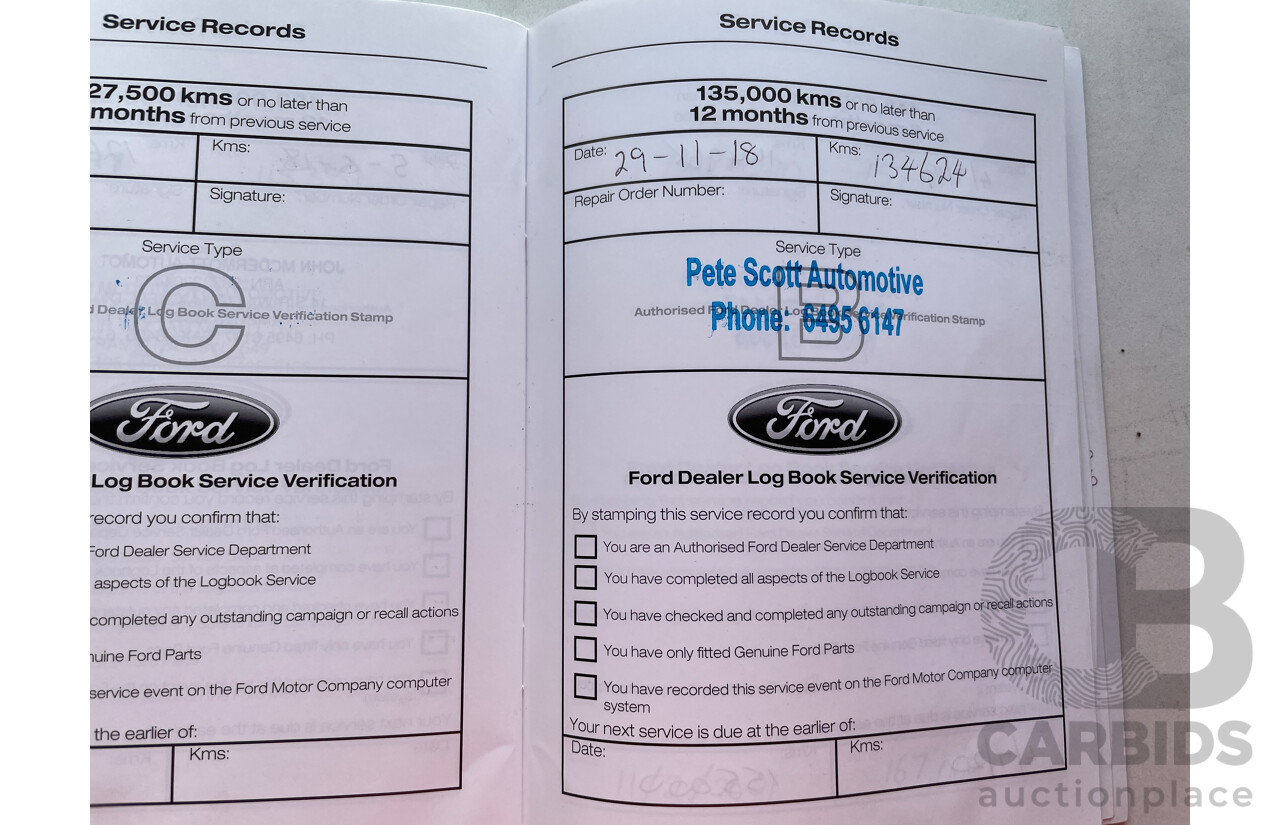 Service Records
27,500 kms or no later than
months from previous service
Kms:
Signature:
Service Type
C
Dealer Log Book Service Verification Stamp
Ford
Log Book Service Verification
record you confirm that:
Ford Dealer Service Department
aspects of the Logbook Service
completed any outstanding campaign or recall actions
nuine Ford Parts
service event on the Ford Motor Company computer
the earlier of:
Kms:
Service Records
135,000 kms or no later than
12 months from previous service
Date: 29-11-18
Kms: 134624
Repair Order Number:
Signature:
Service Type
Pete Scott Automotive
B
Authorised Ford Dealer Log Book Service Verification Stamp
Phone: 6495 6147
Ford
Ford Dealer Log Book Service Verification
By stamping this service record you confirm that:
You are an Authorised Ford Dealer Service Department
You have completed all aspects of the Logbook Service
You have checked and completed any outstanding campaign or recall actions
You have only fitted Genuine Ford Parts
You have recorded this service event on the Ford Motor Company computer
system
Your next service is due at the earlier of:
Date:
Kms:
CB
CARBIDS
auctionplace